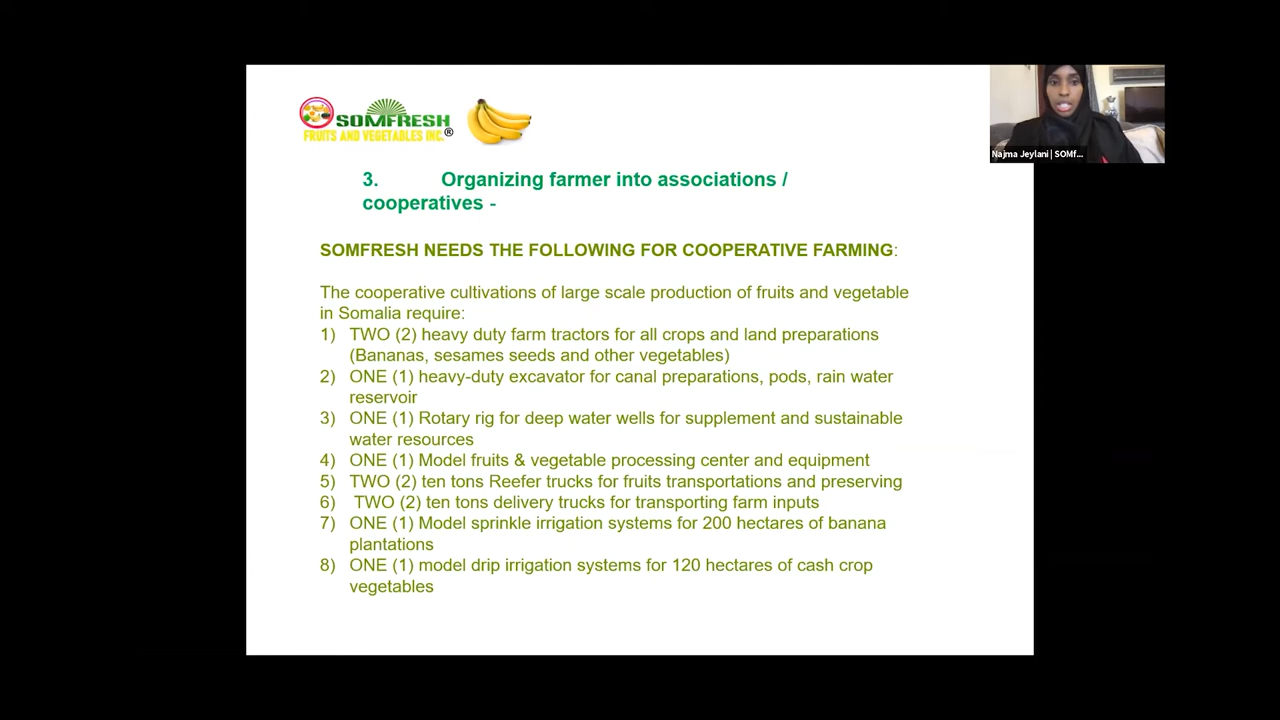 SOMFRESH
FRUITS AND VEGETABLES INC. ®
Najma Jeylani | SOMf...
3. Organizing farmer into associations /
cooperatives -
SOMFRESH NEEDS THE FOLLOWING FOR COOPERATIVE FARMING:
The cooperative cultivations of large scale production of fruits and vegetable
in Somalia require:
1) TWO (2) heavy duty farm tractors for all crops and land preparations
(Bananas, sesames seeds and other vegetables)
2) ONE (1) heavy-duty excavator for canal preparations, pods, rain water
reservoir
3) ONE (1) Rotary rig for deep water wells for supplement and sustainable
water resources
4) ONE (1) Model fruits & vegetable processing center and equipment
5) TWO (2) ten tons Reefer trucks for fruits transportations and preserving
6) TWO (2) ten tons delivery trucks for transporting farm inputs
7) ONE (1) Model sprinkle irrigation systems for 200 hectares of banana
plantations
8) ONE (1) model drip irrigation systems for 120 hectares of cash crop
vegetables